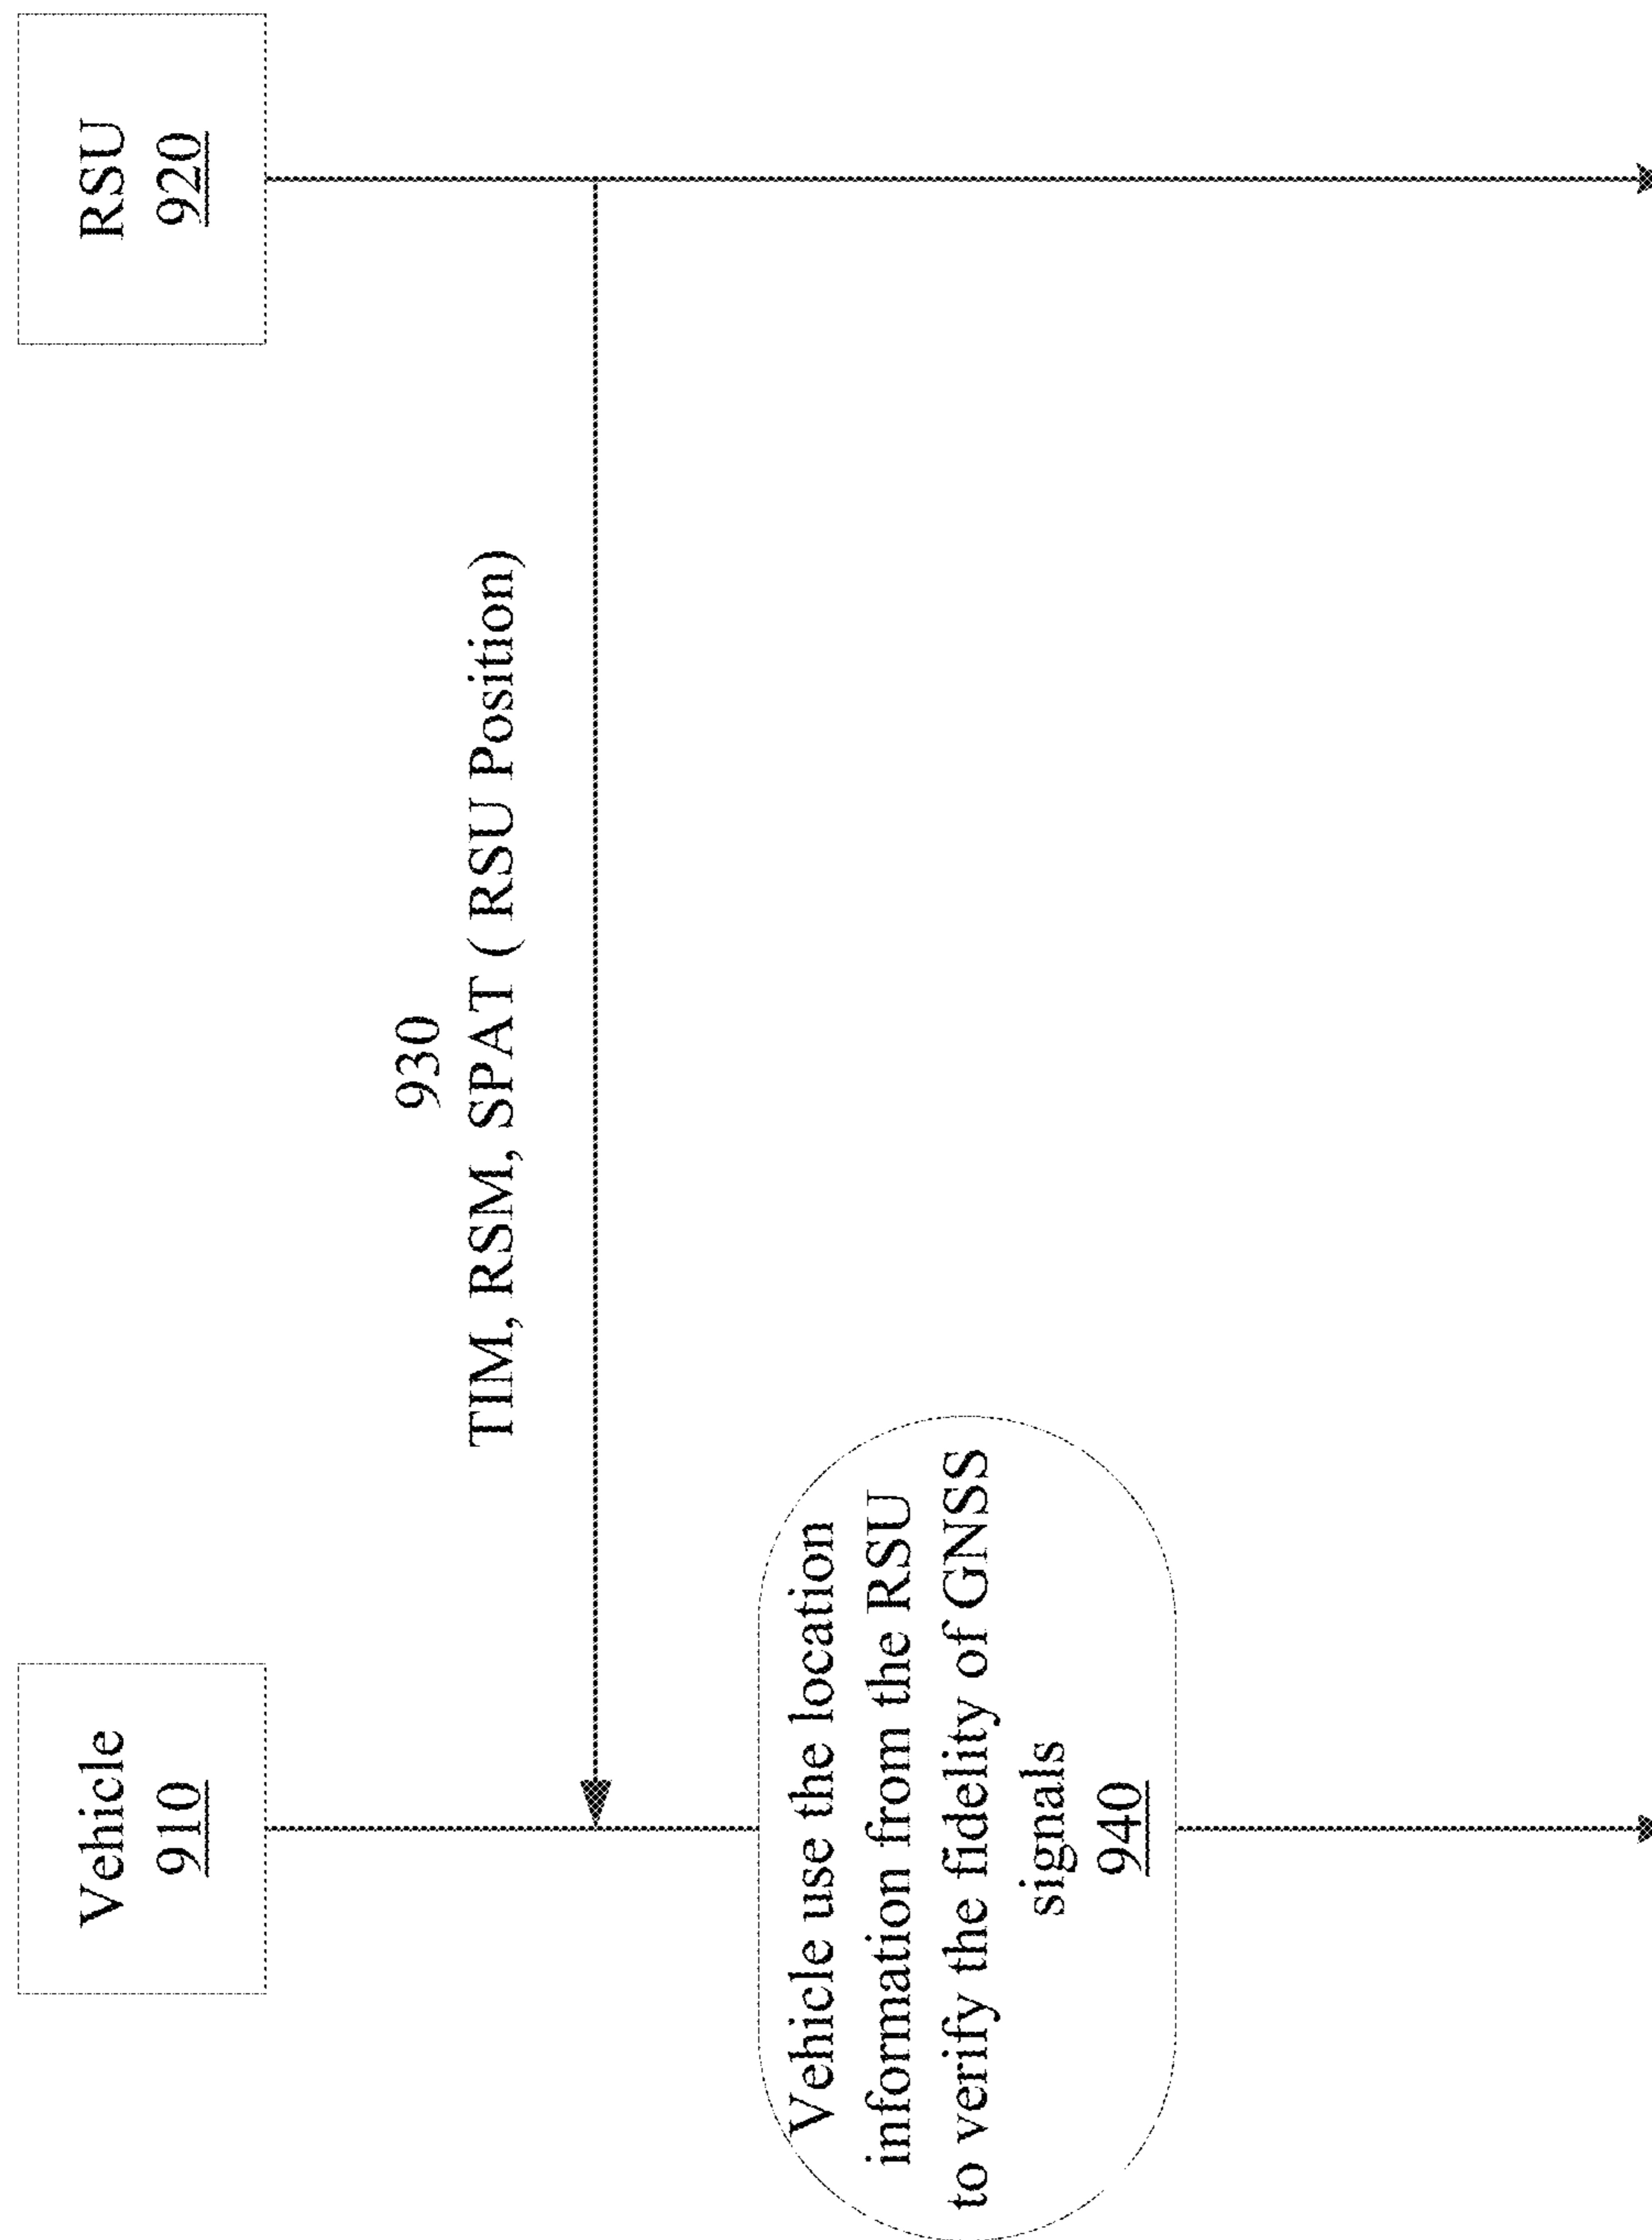 Vehicle
910
RSU
920
930
TIM, RSM, SPAT ( RSU Position)
Vehicle use the location
information from the RSU
to verify the fidelity of GNSS
signals
940